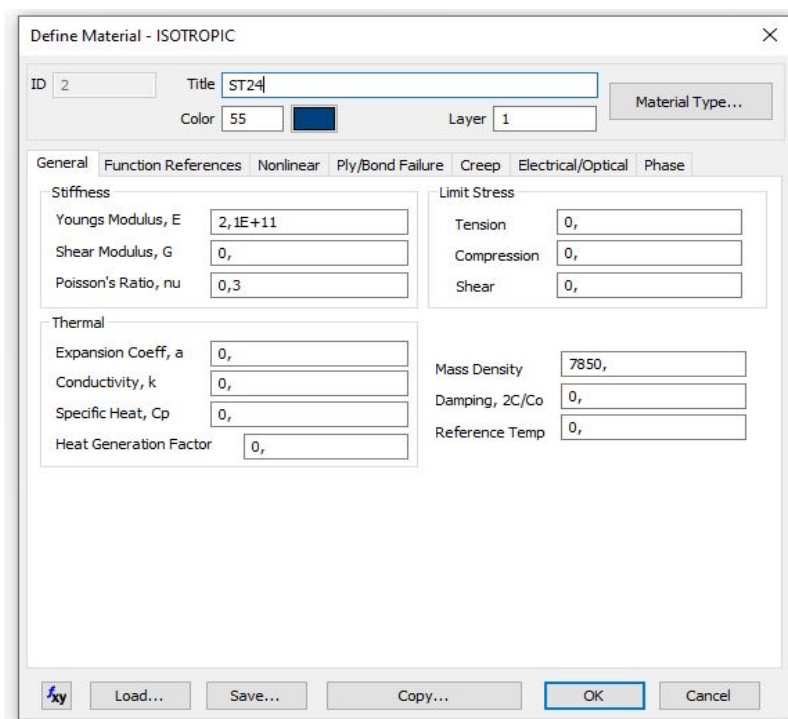 Define Material - ISOTROPIC
ID 2 Title ST24 Material Type...
Color 55 Layer 1
General Function References Nonlinear Ply/Bond Failure Creep Electrical/Optical Phase
Stiffness
Youngs Modulus, E 2,1E+11
Shear Modulus, G 0,
Poisson's Ratio, nu 0,3
Limit Stress
Tension 0,
Compression 0,
Shear 0,
Thermal
Expansion Coeff, a 0,
Conductivity, k 0,
Specific Heat, Cp 0,
Heat Generation Factor 0,
Mass Density 7850,
Damping, 2C/Co 0,
Reference Temp 0,
fxy Load... Save... Copy... OK Cancel